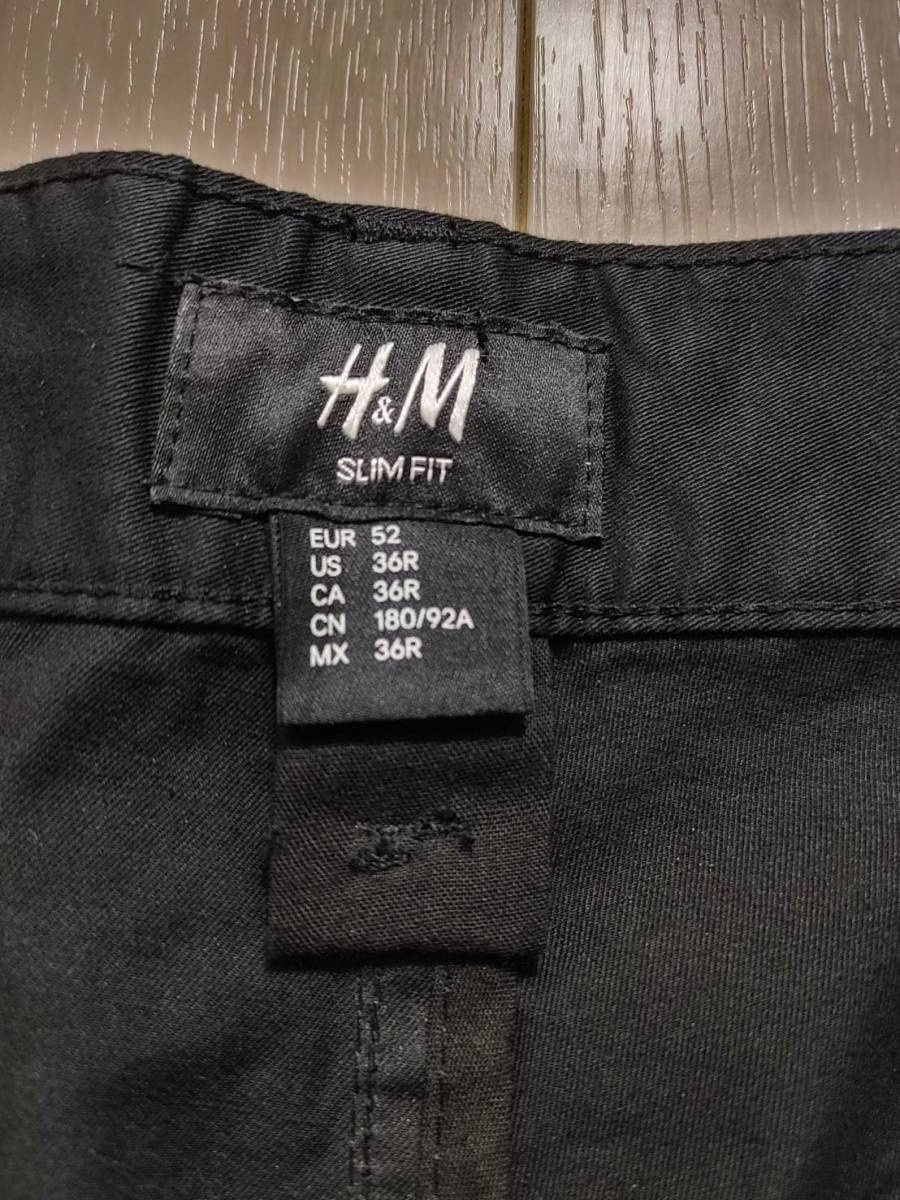 H&M
SLIM FIT
EUR 52
US 36R
CA 36R
CN 180/92A
MX 36R